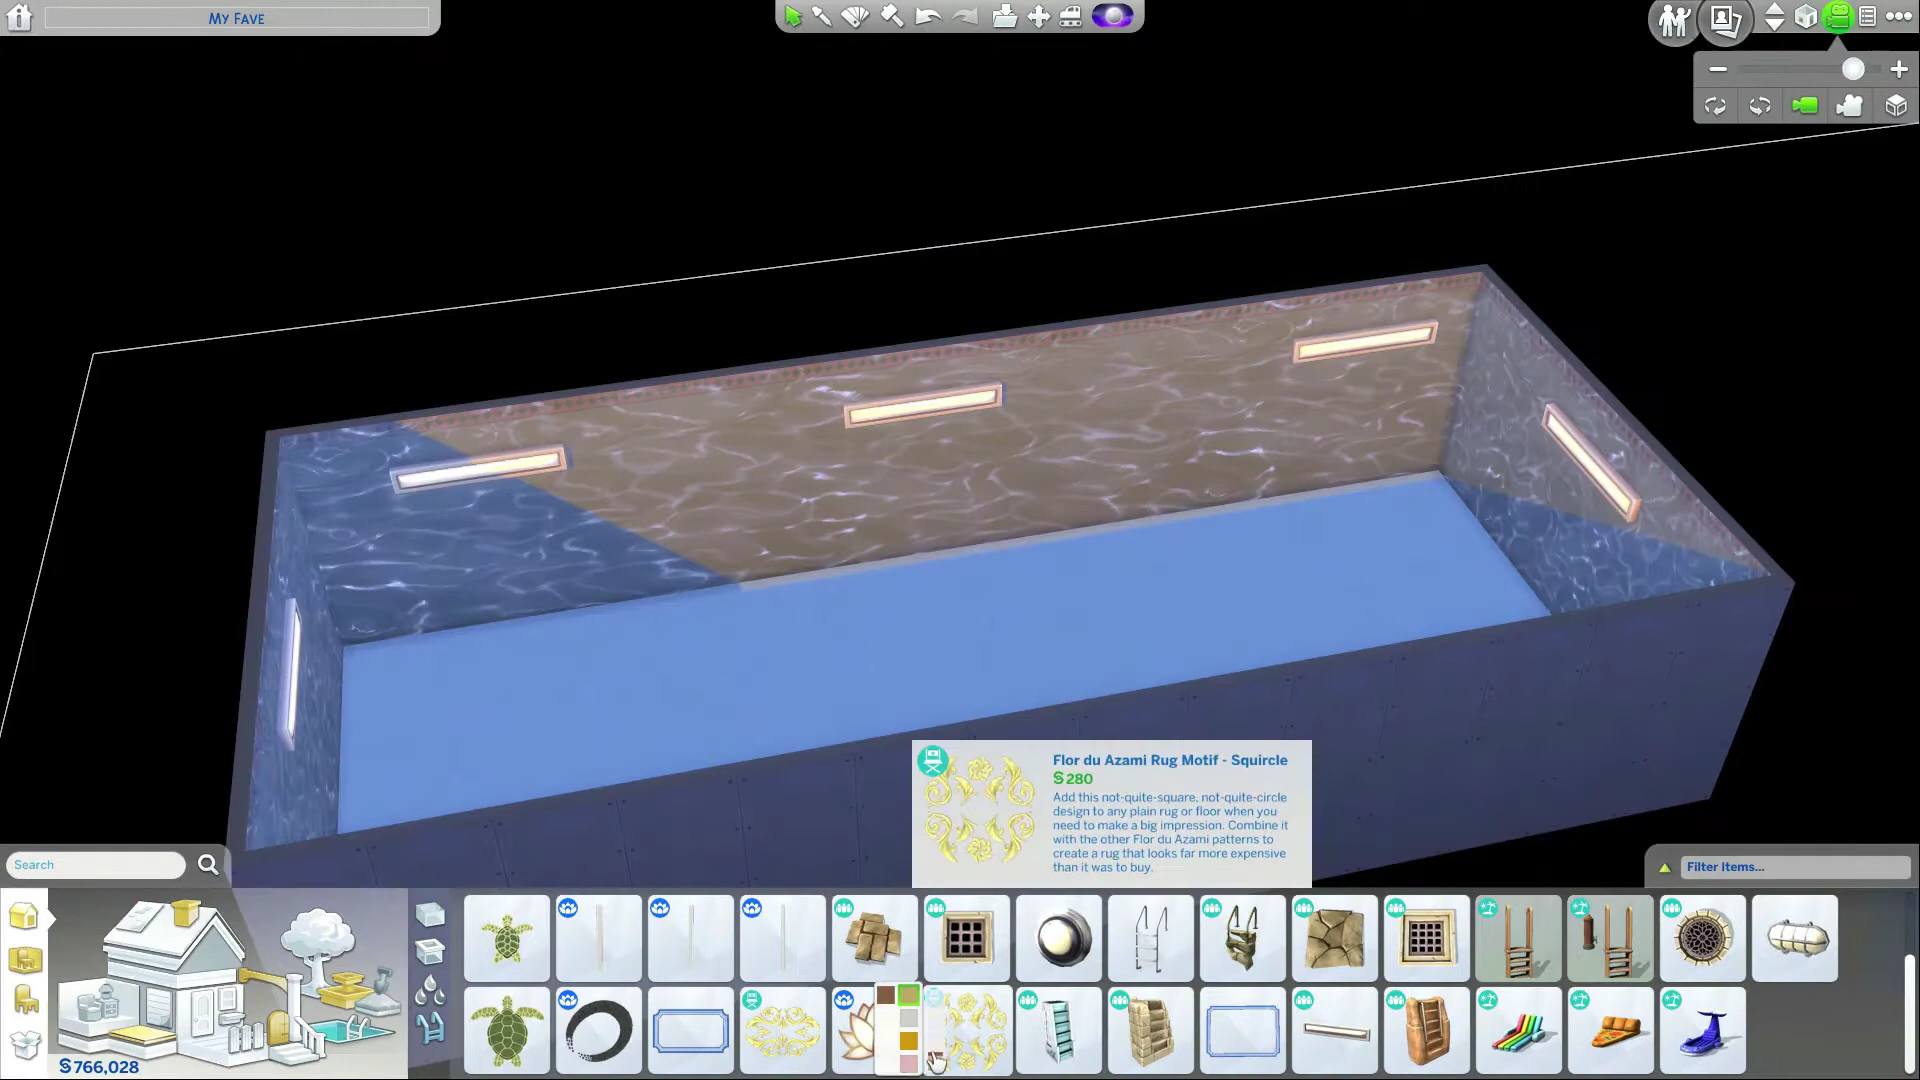 My Fave
Flor du Azami Rug Motif - Squircle
§280
Add this not-quite-square, not-quite-circle
design to any plain rug or floor when you
need to make a big impression. Combine it
with the other Flor du Azami patterns to
create a rug that looks far more expensive
than it was to buy.
Search
Filter Items...
§766,028